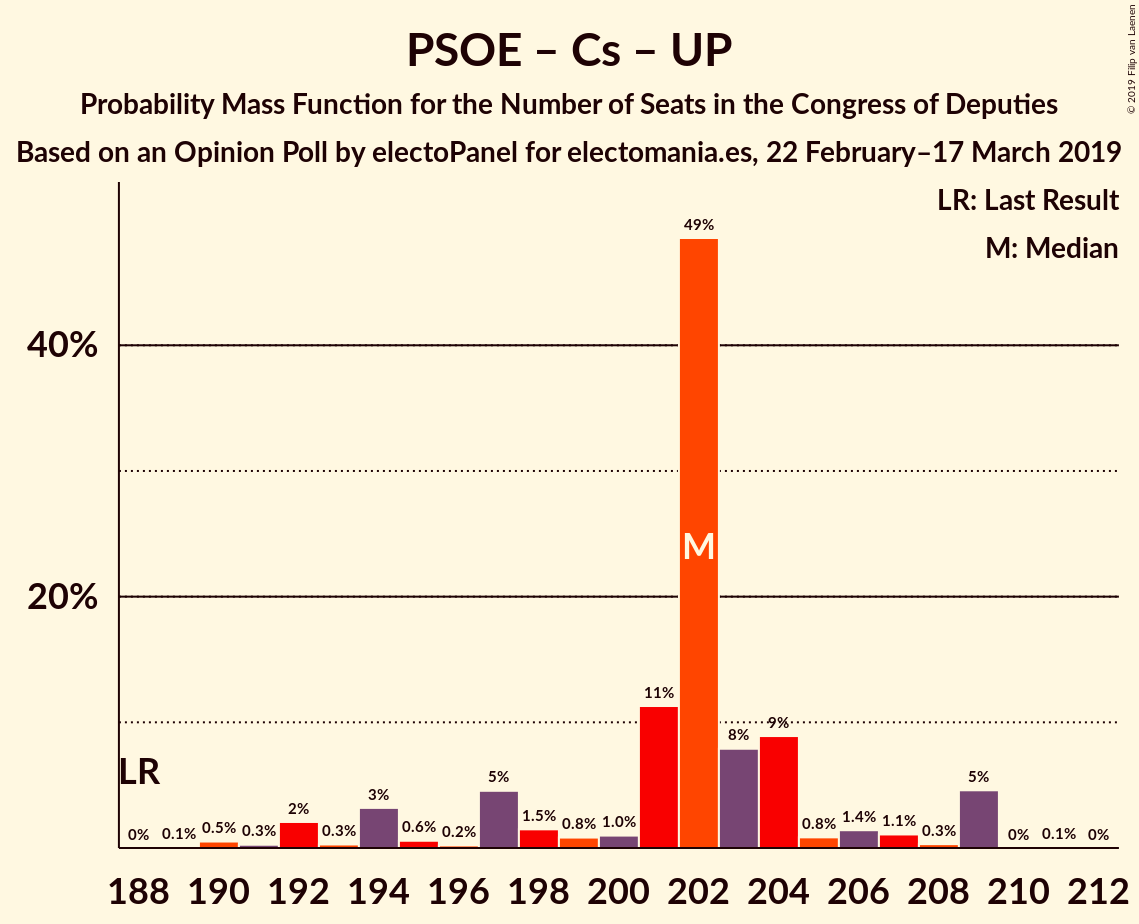 PSOE – Cs – UP
Probability Mass Function for the Number of Seats in the Congress of Deputies
Based on an Opinion Poll by electoPanel for electomania.es, 22 February–17 March 2019
© 2019 Filip van Laenen
LR: Last Result
M: Median
40%
20%
LR
M
0% 0.1% 0.5% 0.3% 2% 0.3% 3% 0.6% 0.2% 5% 1.5% 0.8% 1.0% 11% 49% 8% 9% 0.8% 1.4% 1.1% 0.3% 5% 0% 0.1% 0%
188 190 192 194 196 198 200 202 204 206 208 210 212